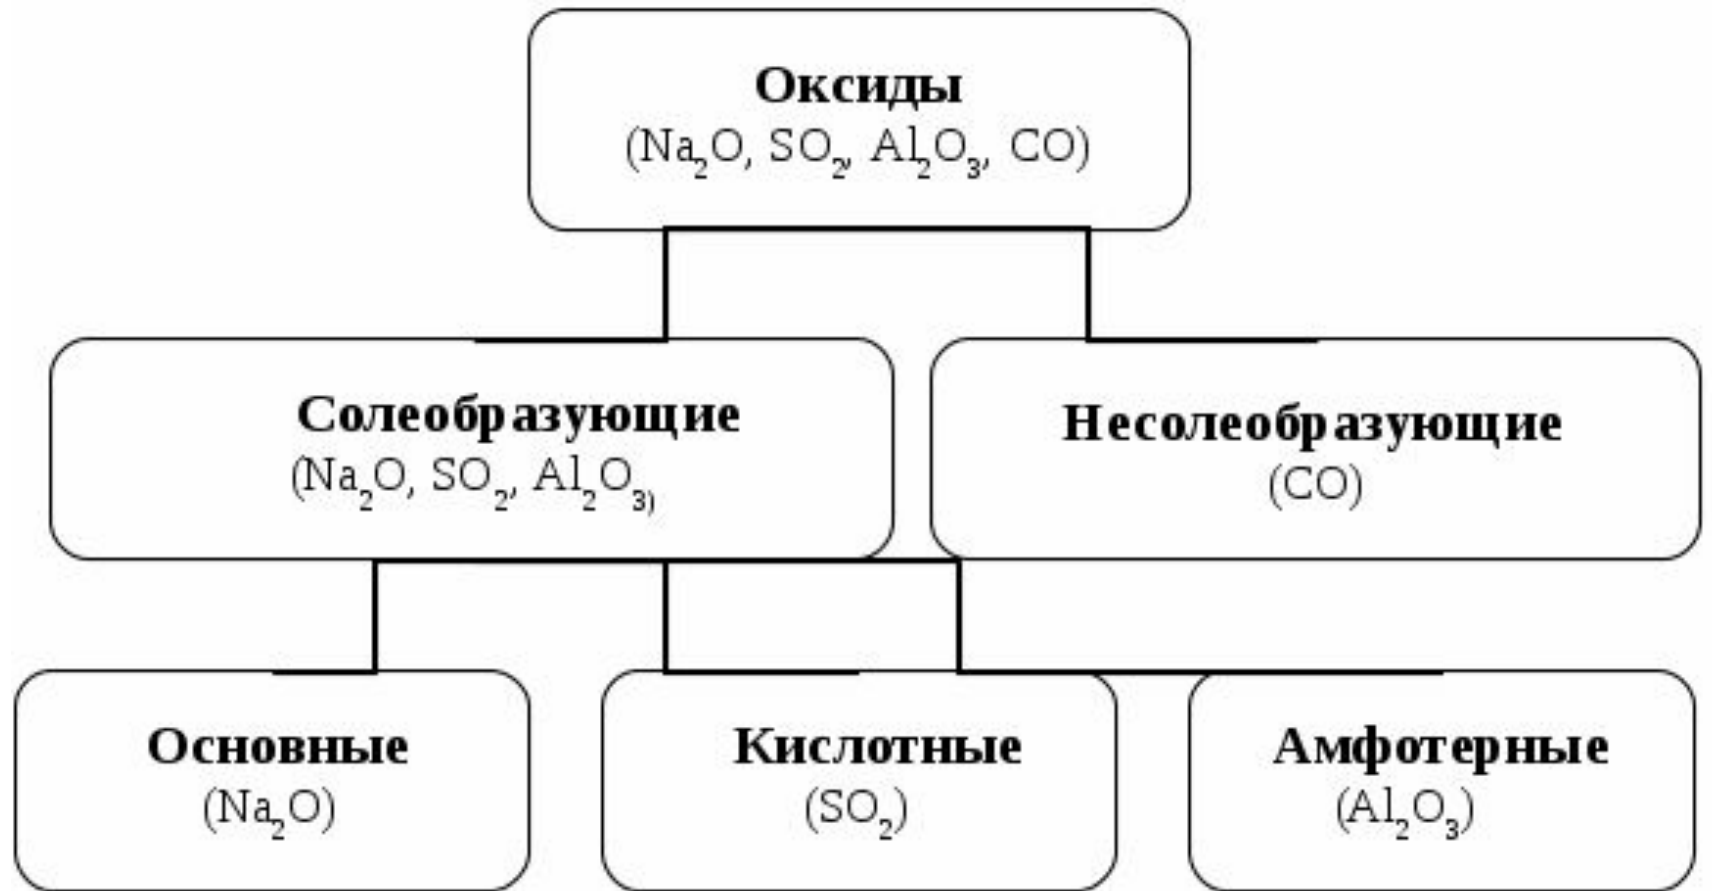 Оксиды
(Na₂O, SO₂, Al₂O₃, CO)
Солеобразующие
(Na₂O, SO₂, Al₂O₃)
Несолеобразующие
(CO)
Основные
(Na₂O)
Кислотные
(SO₂)
Амфотерные
(Al₂O₃)